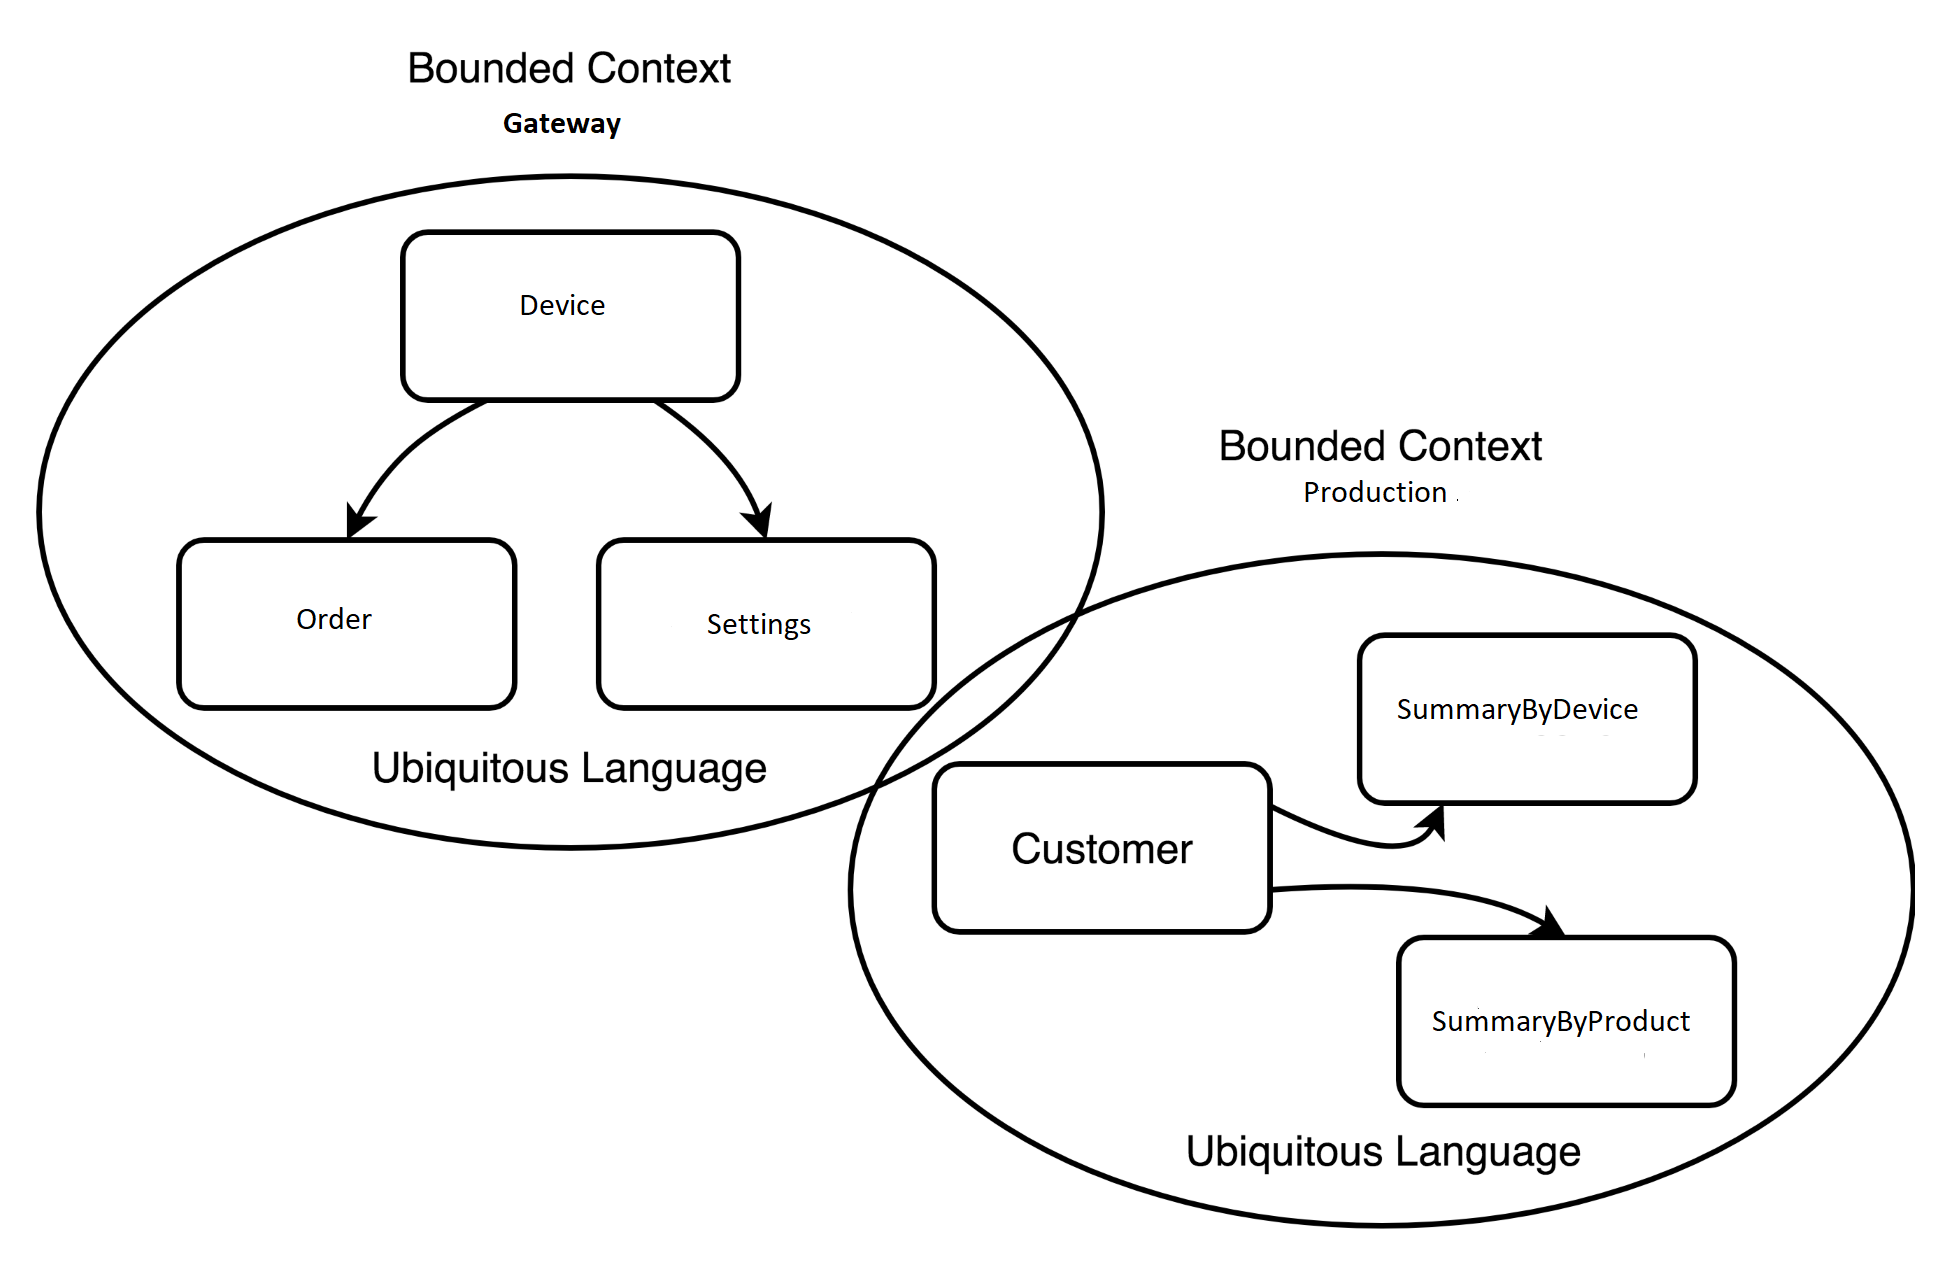 Bounded Context
Gateway
Device
Order
Settings
Ubiquitous Language
Bounded Context
Production
SummaryByDevice
Customer
SummaryByProduct
Ubiquitous Language